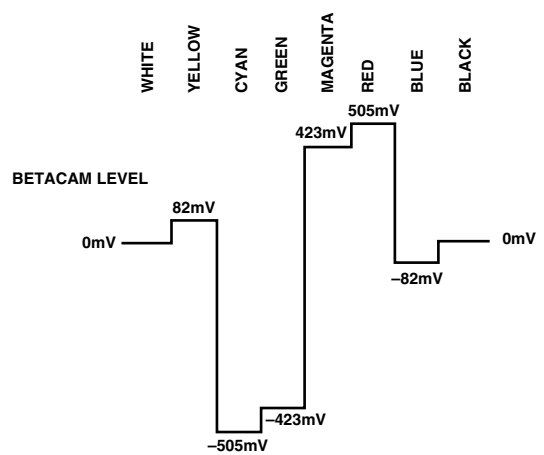 WHITE
YELLOW
CYAN
GREEN
MAGENTA
RED
BLUE
BLACK
505mV
423mV
BETACAM LEVEL
82mV
0mV
0mV
–82mV
–423mV
–505mV